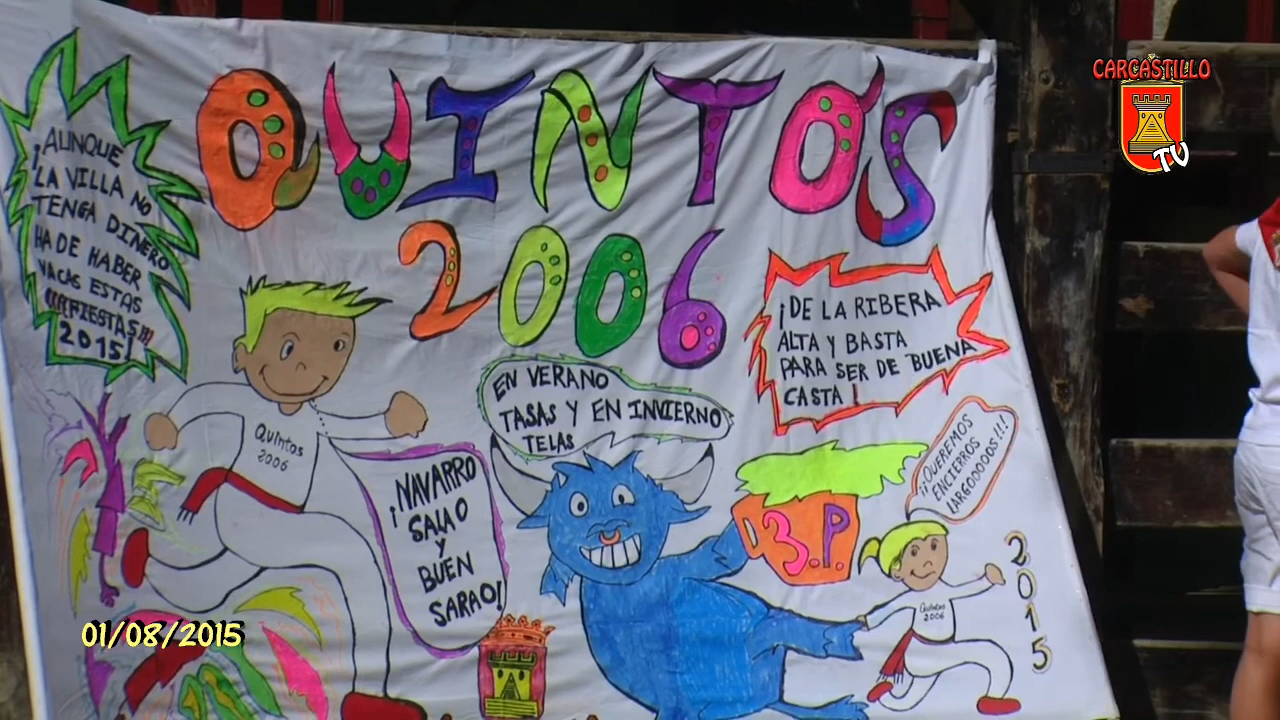 QUINTOS
2006
¡AUNQUE
LA VILLA NO
TENGA DINERO
HA DE HABER
VACAS ESTAS
¡¡¡FIESTAS!!!
2015!
¡DE LA RIBERA
ALTA Y BASTA
PARA SER DE BUENA
CASTA!
EN VERANO
TASAS Y EN INVIERNO
TELAS
¡¡QUEREMOS
ENCIERROS
LARGOOOOS!!!
Quintos
2006
¡NAVARRO
SALAO
Y
BUEN
SARAO!
3.P.
Quintos
2006
2015
01/08/2015
CARCASTILLO
TV